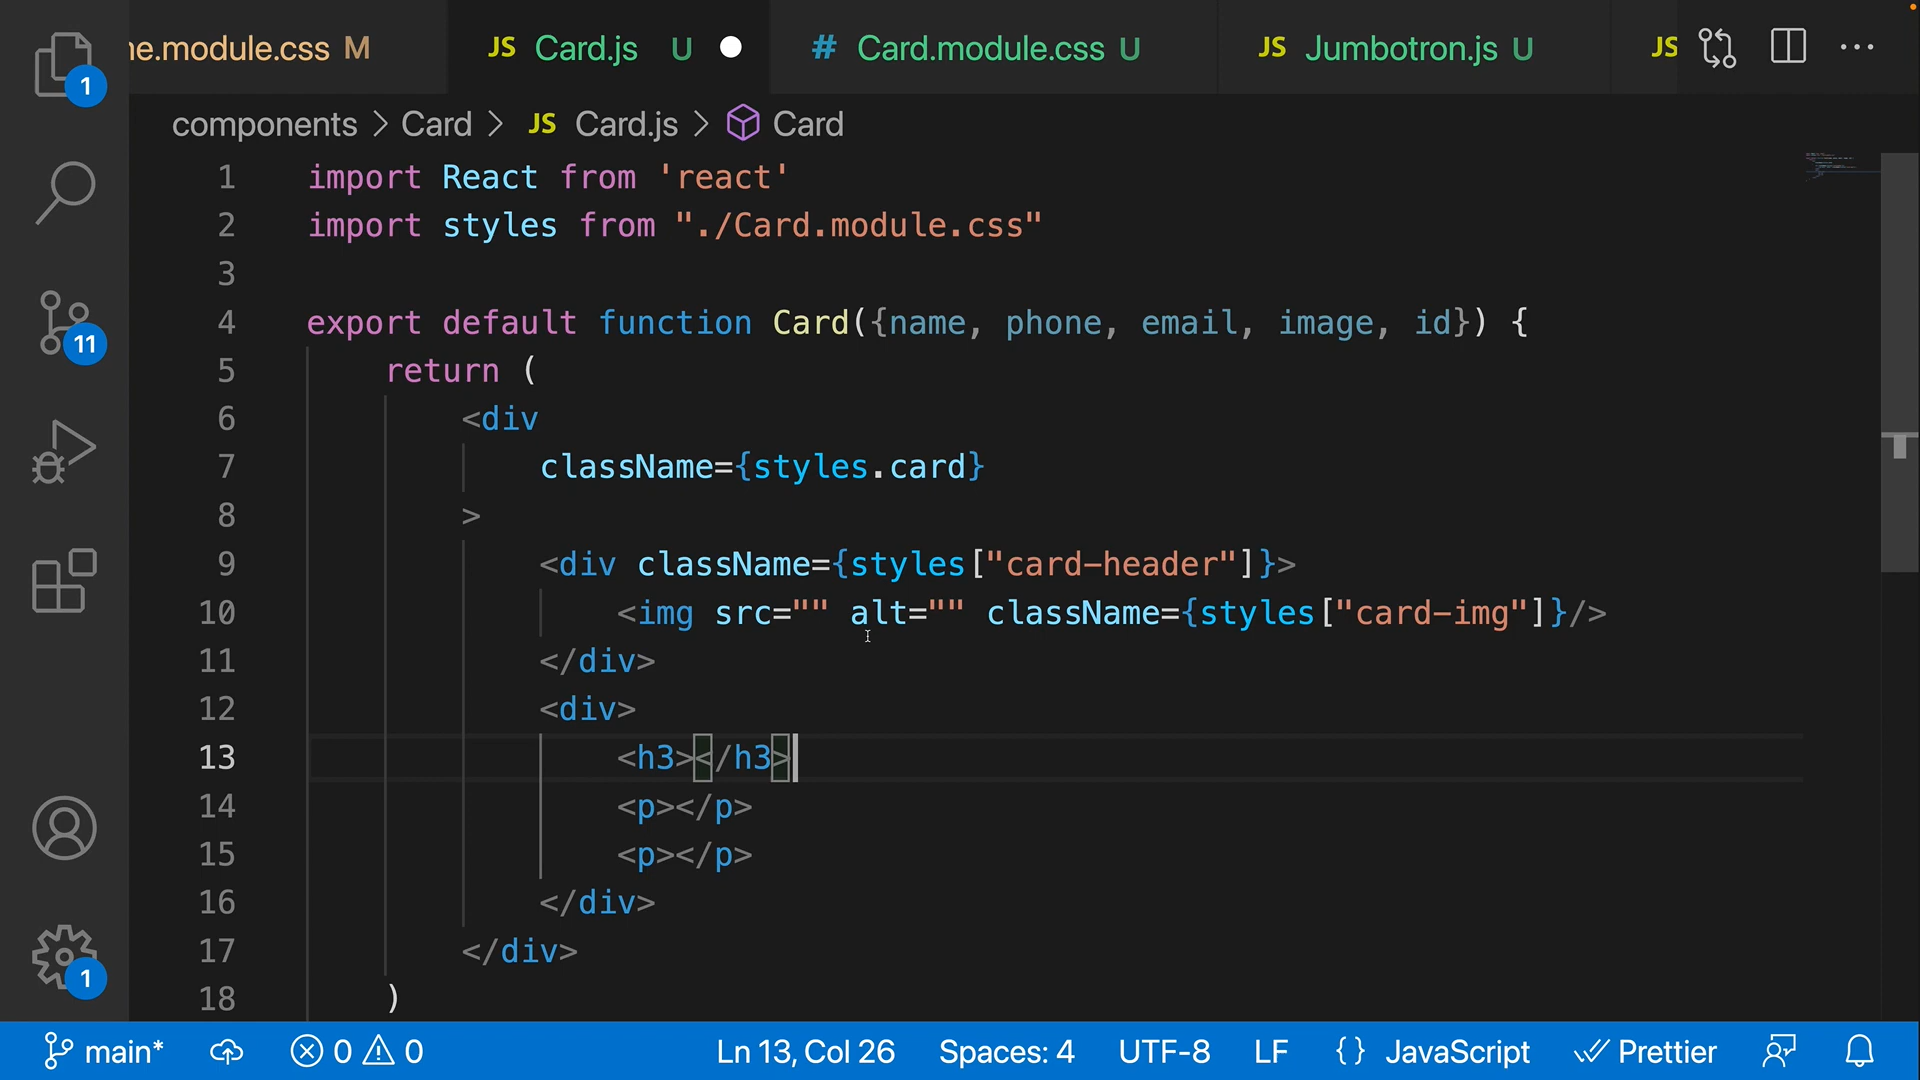 ne.module.css M
JS Card.js U
# Card.module.css U
JS Jumbotron.js U
JS
1
components > Card > JS Card.js > Card
1 import React from 'react'
2 import styles from "./Card.module.css"
3
4 export default function Card({name, phone, email, image, id}) {
5 return (
6 <div
7 className={styles.card}
8 >
9 <div className={styles["card-header"]}>
10 <img src="" alt="" className={styles["card-img"]}/>
11 </div>
12 <div>
13 <h3></h3>
14 <p></p>
15 <p></p>
16 </div>
17 </div>
18 )
11
1
main* 0 0 Ln 13, Col 26 Spaces: 4 UTF-8 LF {} JavaScript Prettier